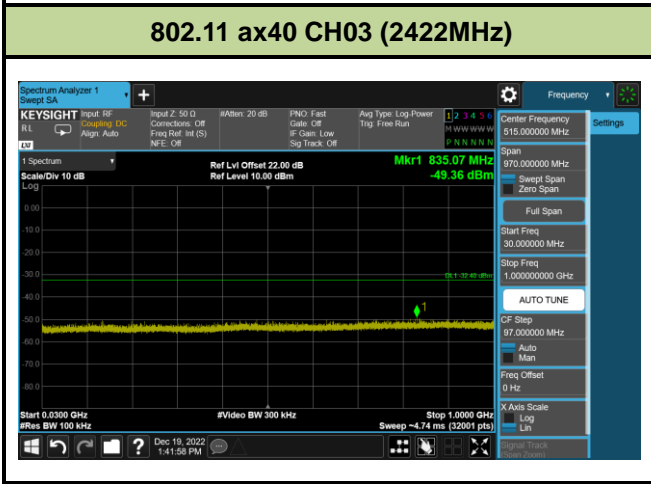 802.11 ax40 CH03 (2422MHz)
Spectrum Analyzer 1
Swept SA
+
Frequency
KEYSIGHT
RL
LXI
Input: RF
Coupling: DC
Align: Auto
Input Z: 50 Ω
Corrections: Off
Freq Ref: Int (S)
NFE: Off
#Atten: 20 dB
PNO: Fast
Gate: Off
IF Gain: Low
Sig Track: Off
Avg Type: Log-Power
Trig: Free Run
1 2 3 4 5 6
M W W W W W
P N N N N N
Center Frequency
515.000000 MHz
Settings
1 Spectrum
Scale/Div 10 dB
Log
Ref Lvl Offset 22.00 dB
Ref Level 10.00 dBm
Mkr1 835.07 MHz
-49.36 dBm
Span
970.000000 MHz
Swept Span
Zero Span
Full Span
Start Freq
30.000000 MHz
Stop Freq
1.000000000 GHz
AUTO TUNE
CF Step
97.000000 MHz
Auto
Man
Freq Offset
0 Hz
X Axis Scale
Log
Lin
Signal Track
(Span Zoom)
0.00
-10.0
-20.0
-30.0
DL1 -32.40 dBm
-40.0
1
-50.0
-60.0
-70.0
-80.0
Start 0.0300 GHz
#Res BW 100 kHz
#Video BW 300 kHz
Stop 1.0000 GHz
Sweep ~4.74 ms (32001 pts)
?
Dec 19, 2022
1:41:58 PM